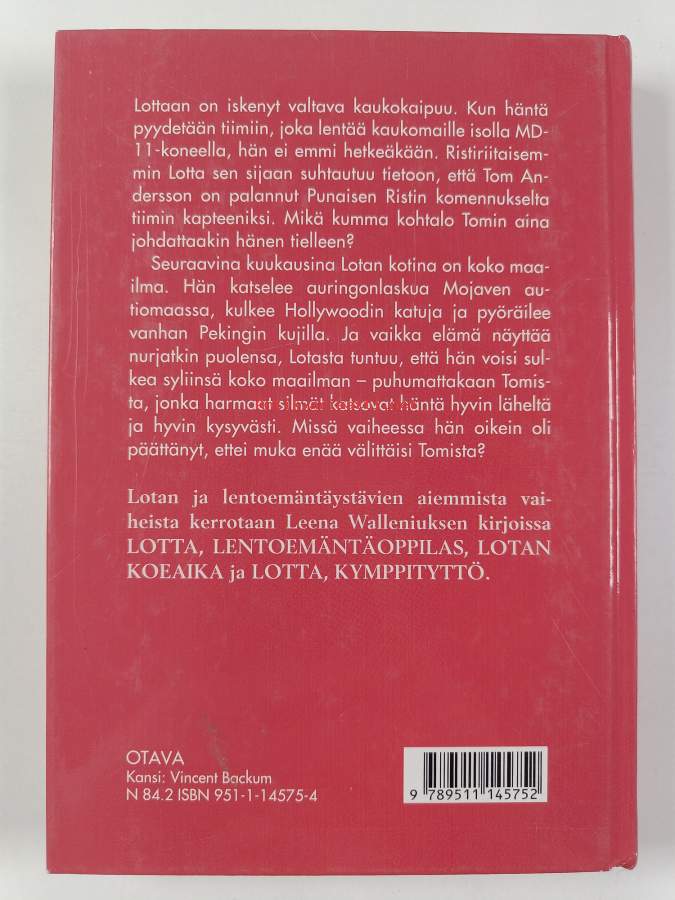 Lottaan on iskenyt valtava kaukokaipuu. Kun häntä
pyydetään tiimiin, joka lentää kaukomaille isolla MD-
11-koneella, hän ei emmi hetkeäkään. Ristiriitaisem-
min Lotta sen sijaan suhtautuu tietoon, että Tom An-
dersson on palannut Punaisen Ristin komennukselta
tiimin kapteeniksi. Mikä kumma kohtalo Tomin aina
johdattaakin hänen tielleen?
Seuraavina kuukausina Lotan kotina on koko maa-
ilma. Hän katselee auringonlaskua Mojaven au-
tiomaassa, kulkee Hollywoodin katuja ja pyöräilee
vanhan Pekingin kujilla. Ja vaikka elämä näyttää
nurjatkin puolensa, Lotasta tuntuu, että hän voisi sul-
kea syliinsä koko maailman – puhumattakaan Tomis-
ta, jonka harmaat silmät katsovat häntä hyvin läheltä
ja hyvin kysyvästi. Missä vaiheessa hän oikein oli
päättänyt, ettei muka enää välittäisi Tomista?
Lotan ja lentoemäntäystävien aiemmista vai-
heista kerrotaan Leena Walleniuksen kirjoissa
LOTTA, LENTOEMÄNTÄOPPILAS, LOTAN
KOEAIKA ja LOTTA, KYMPPITYTTÖ.
OTAVA
Kansi: Vincent Backum
N 84.2 ISBN 951-1-14575-4
9 789511 145752